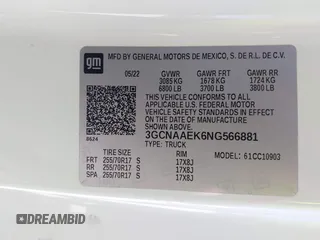 gm
MFD BY GENERAL MOTORS DE MEXICO, S. DE R.L. DE C.V.
05/22 GVWR GAWR FRT GAWR RR
3085 KG 1678 KG 1724 KG
6800 LB 3700 LB 3800 LB
THIS VEHICLE CONFORMS TO ALL APPLICABLE
U.S. FEDERAL MOTOR VEHICLE SAFETY
STANDARDS IN EFFECT ON THE DATE OF
MANUFACTURE SHOWN ABOVE.
3GCNAAEK6NG566881
TYPE: TRUCK
8624
TIRE SIZE RIM
FRT 255/70R17 S 17X8J
RR 255/70R17 S 17X8J
SPA 255/70R17 S 17X8J
MODEL: 61CC10903
© DIAMOND BID